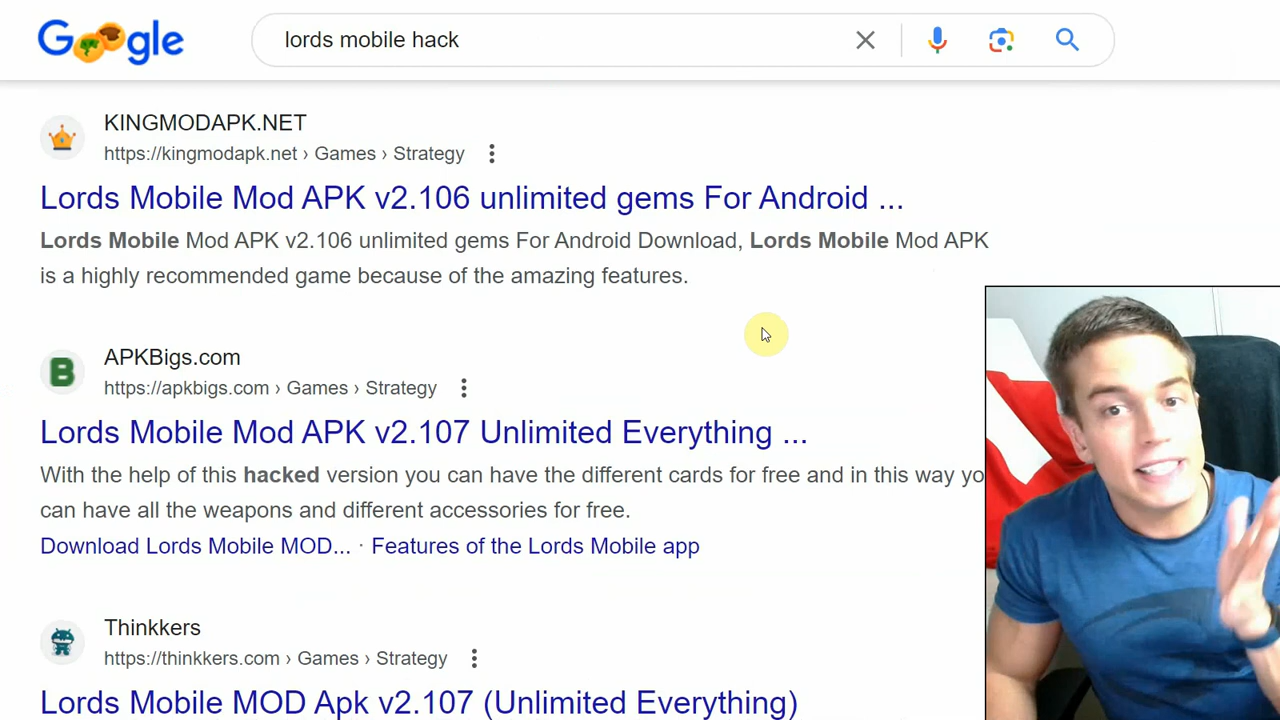 Google
lords mobile hack
KINGMODAPK.NET
https://kingmodapk.net › Games › Strategy
Lords Mobile Mod APK v2.106 unlimited gems For Android ...
Lords Mobile Mod APK v2.106 unlimited gems For Android Download, Lords Mobile Mod APK
is a highly recommended game because of the amazing features.
B
APKBigs.com
https://apkbigs.com › Games › Strategy
Lords Mobile Mod APK v2.107 Unlimited Everything ...
With the help of this hacked version you can have the different cards for free and in this way yo
can have all the weapons and different accessories for free.
Download Lords Mobile MOD... · Features of the Lords Mobile app
Thinkkers
https://thinkkers.com › Games › Strategy
Lords Mobile MOD Apk v2.107 (Unlimited Everything)